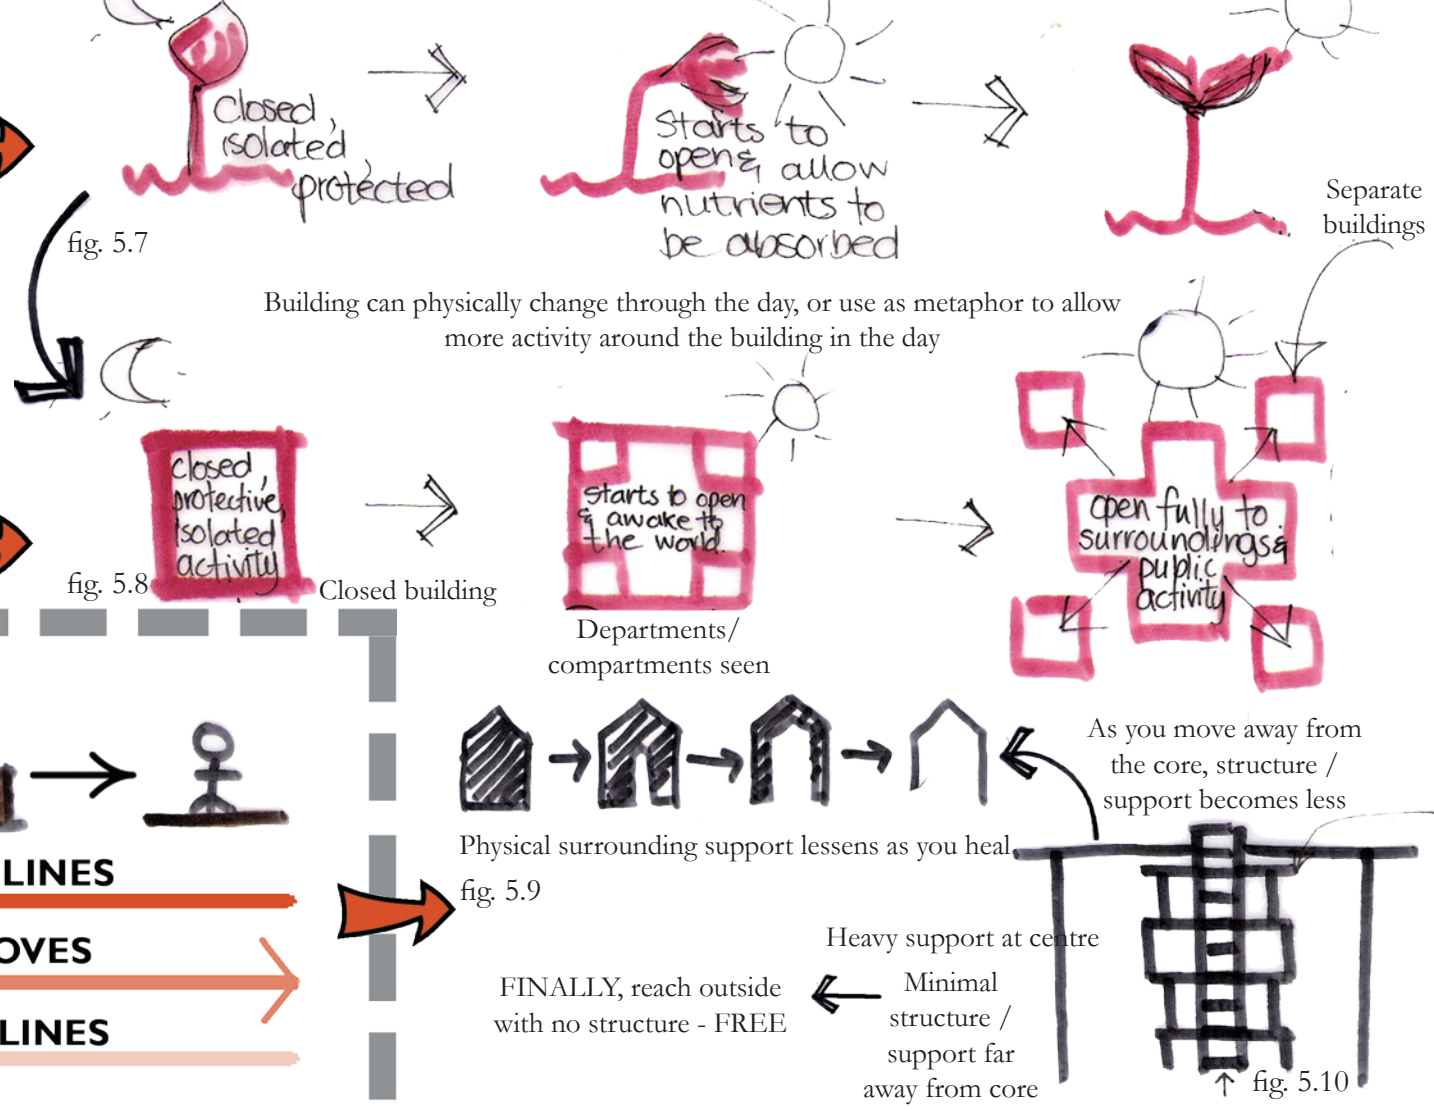 Closed,
isolated,
protected
Starts to
open & allow
nutrients to
be absorbed
Separate
buildings
fig. 5.7
Building can physically change through the day, or use as metaphor to allow
more activity around the building in the day
closed,
protective,
isolated
activity
starts to open
& awake to
the world.
open fully to
surroundings &
public
activity
fig. 5.8
Closed building
Departments/
compartments seen
As you move away from
the core, structure /
support becomes less
Physical surrounding support lessens as you heal
fig. 5.9
LINES
OVES
LINES
Heavy support at centre
FINALLY, reach outside
with no structure - FREE
Minimal
structure /
support far
away from core
fig. 5.10